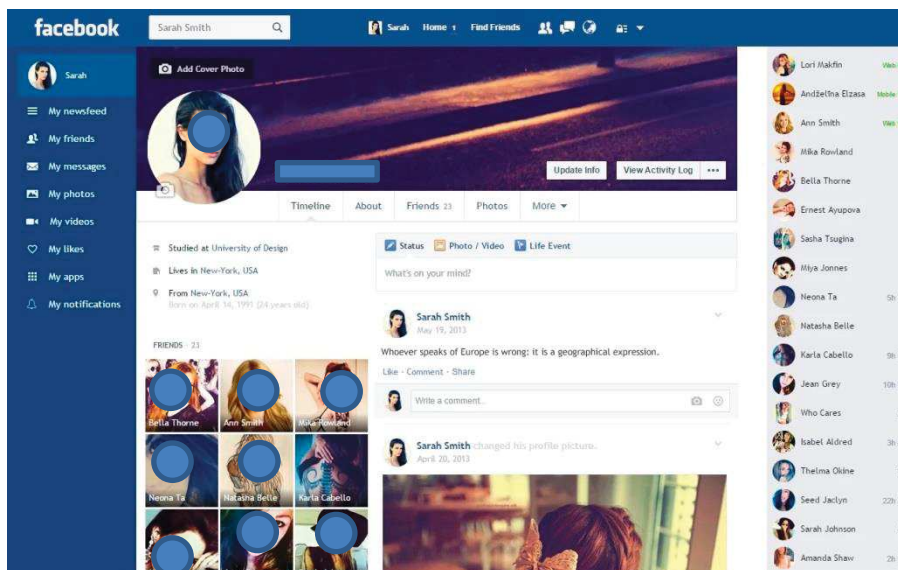 facebook
Sarah Smith
Sarah Home 1 Find Friends
Sarah
My newsfeed
My friends
My messages
My photos
My videos
My likes
My apps
My notifications
Add Cover Photo
Update Info View Activity Log
Timeline About Friends 23 Photos More
Studied at University of Design
Lives in New-York, USA
From New-York, USA
Born on April 14, 1991 (24 years old)
FRIENDS · 23
Bella Thorne Ann Smith Mika Rowland
Neona Ta Natasha Belle Karla Cabello
Status Photo / Video Life Event
What's on your mind?
Sarah Smith
May 19, 2013
Whoever speaks of Europe is wrong: it is a geographical expression.
Like · Comment · Share
Write a comment..
Sarah Smith changed his profile picture.
April 20, 2013
Lori Makfin Web
Andželina Elzasa Mobile
Ann Smith Web
Mika Rowland
Bella Thorne
Ernest Ayupova
Sasha Tsugina
Miya Jonnes
Neona Ta 5h
Natasha Belle
Karla Cabello 9h
Jean Grey 10h
Who Cares
Isabel Aldred 3h
Thelma Okine
Seed Jaclyn 22h
Sarah Johnson
Amanda Shaw 2h